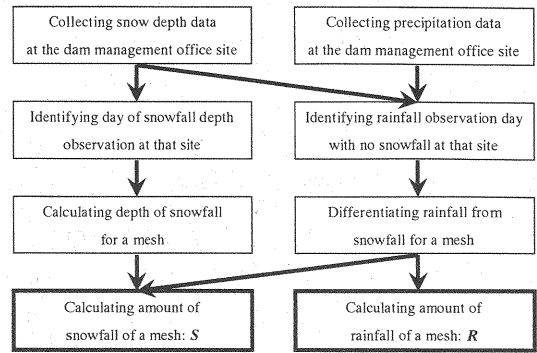 Collecting snow depth data
at the dam management office site
Collecting precipitation data
at the dam management office site
Identifying day of snowfall depth
observation at that site
Identifying rainfall observation day
with no snowfall at that site
Calculating depth of snowfall
for a mesh
Differentiating rainfall from
snowfall for a mesh
Calculating amount of
snowfall of a mesh: S
Calculating amount of
rainfall of a mesh: R